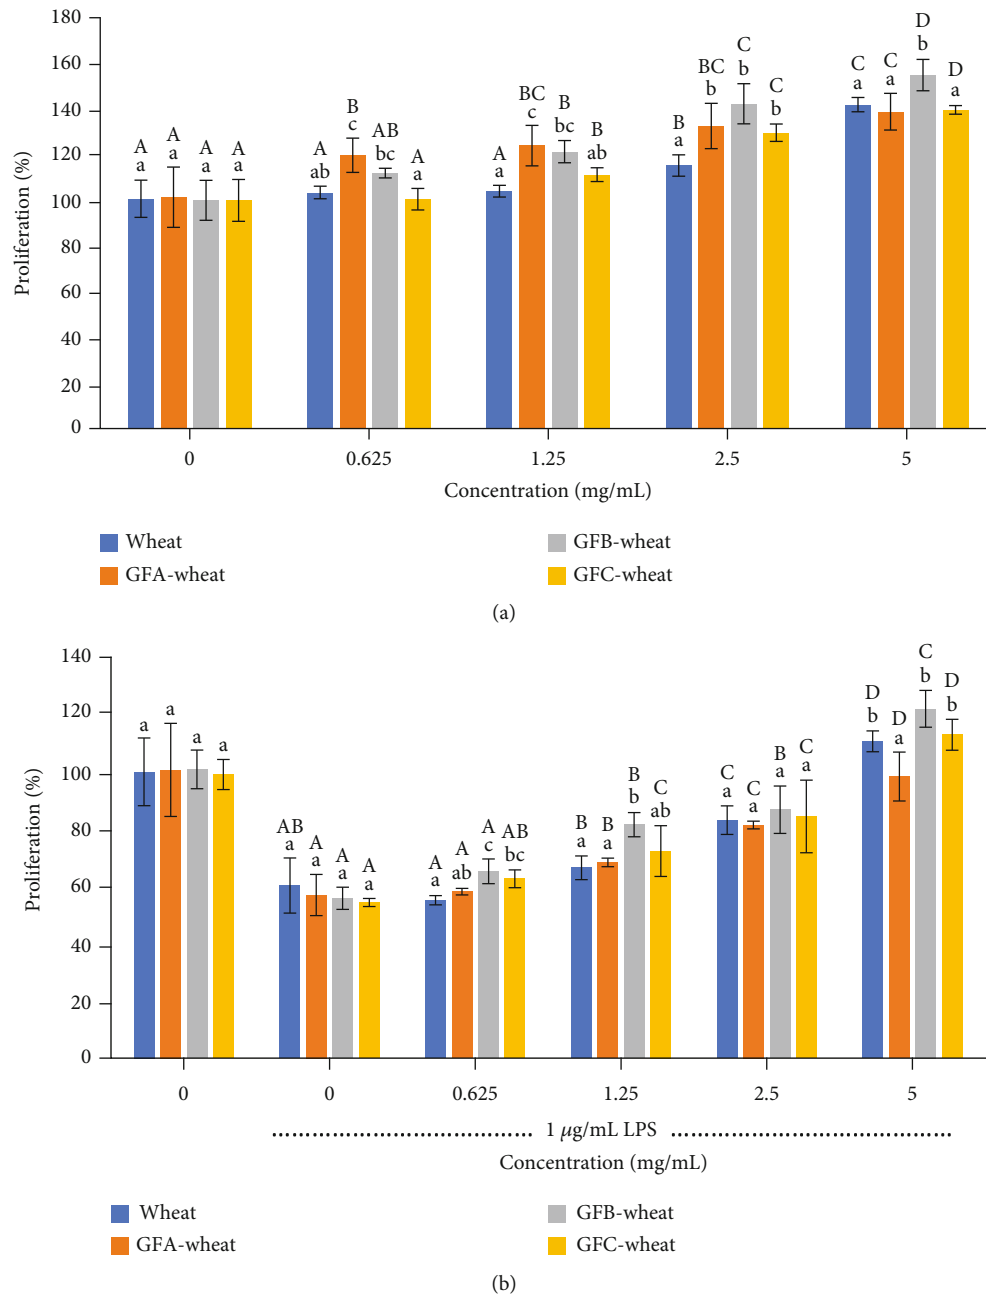 180
160
140
120
100
80
60
40
20
0
Proliferation (%)
A A A A
a a a a
A B AB A
ab c bc a
A BC B B
a c bc ab
B BC C C
a b b b
C C D D
a a b a
0 0.625 1.25 2.5 5
Concentration (mg/mL)
Wheat GFB-wheat
GFA-wheat GFC-wheat
(a)
140
120
100
80
60
40
20
0
Proliferation (%)
a a a a
AB A A A
a a a a
A A A AB
a ab c bc
B B B C
a a b ab
C C B C
a a a a
D D C D
b a b b
0 0 0.625 1.25 2.5 5
1 μg/mL LPS
Concentration (mg/mL)
Wheat GFB-wheat
GFA-wheat GFC-wheat
(b)